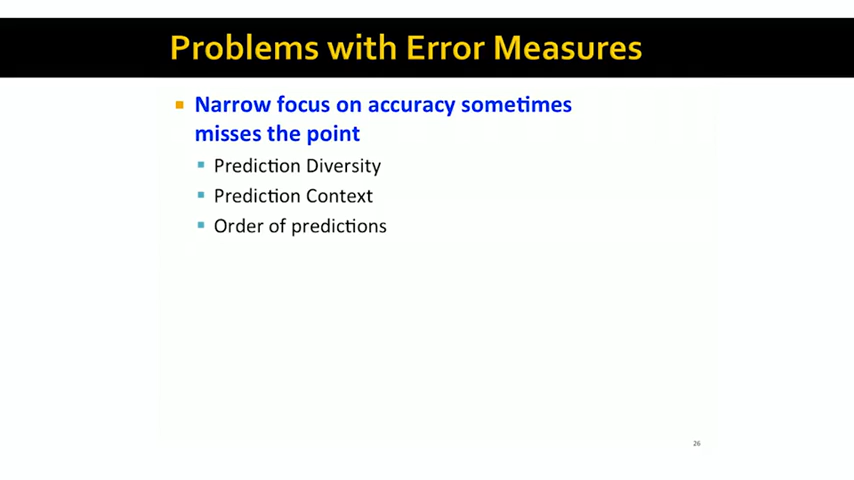 Problems with Error Measures
Narrow focus on accuracy sometimes
misses the point
Prediction Diversity
Prediction Context
Order of predictions
26